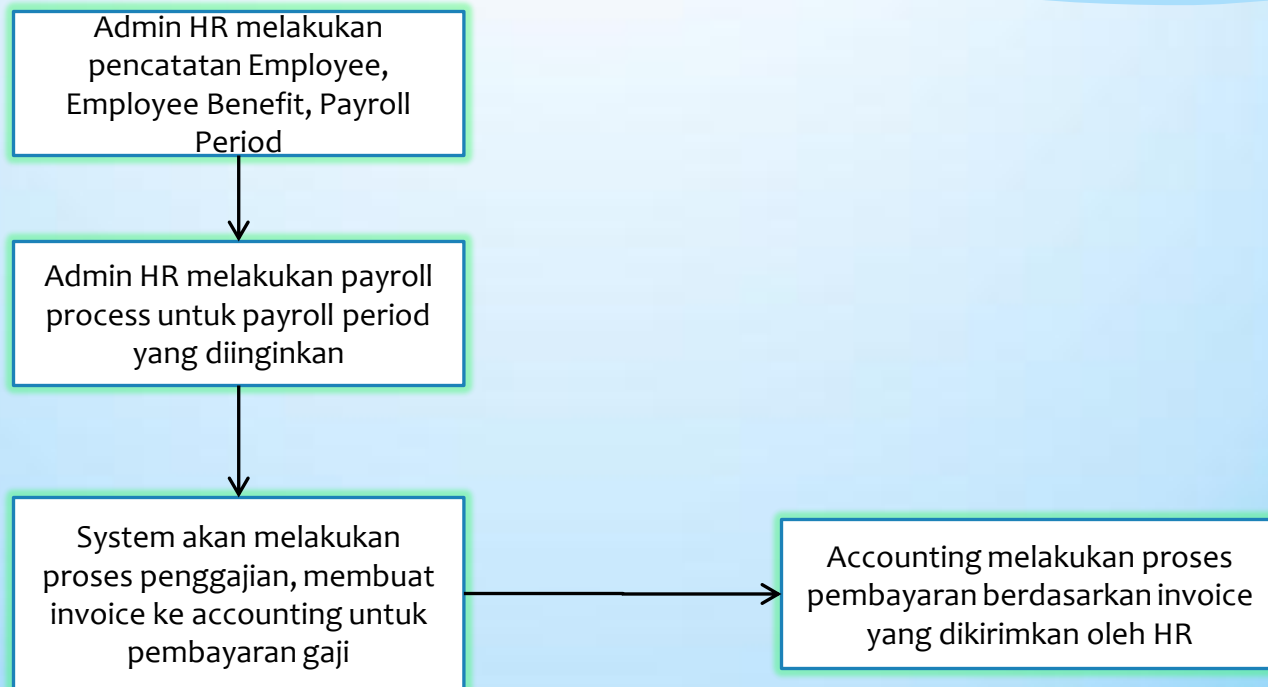 Admin HR melakukan
pencatatan Employee,
Employee Benefit, Payroll
Period
Admin HR melakukan payroll
process untuk payroll period
yang diinginkan
System akan melakukan
proses penggajian, membuat
invoice ke accounting untuk
pembayaran gaji
Accounting melakukan proses
pembayaran berdasarkan invoice
yang dikirimkan oleh HR